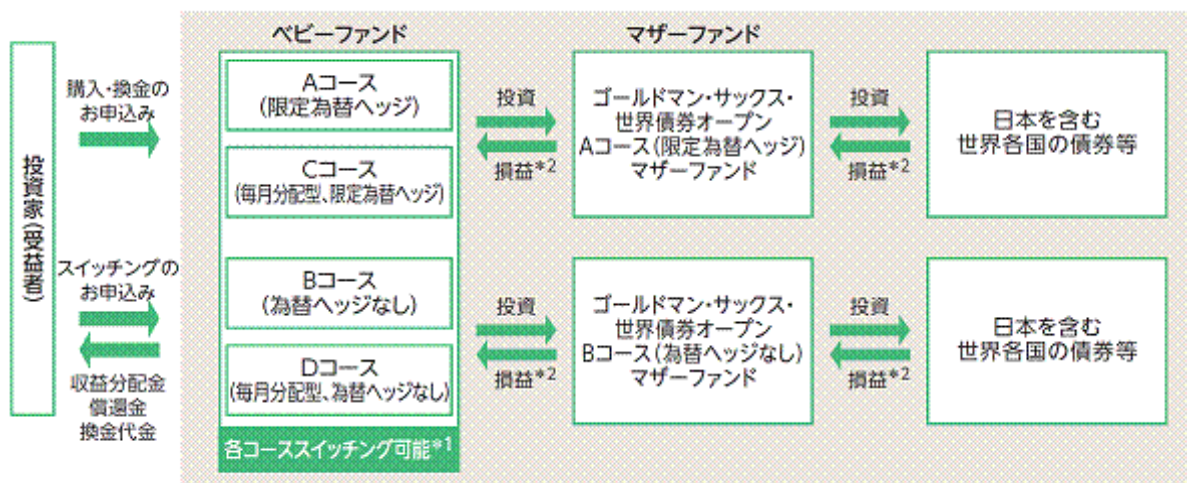 投資家(受益者)
購入・換金の
お申込み
スイッチングの
お申込み
収益分配金
償還金
換金代金
ベビーファンド
Aコース
(限定為替ヘッジ)
Cコース
(毎月分配型、限定為替ヘッジ)
Bコース
(為替ヘッジなし)
Dコース
(毎月分配型、為替ヘッジなし)
各コーススイッチング可能*1
投資
損益*2
投資
損益*2
マザーファンド
ゴールドマン・サックス・
世界債券オープン
Aコース(限定為替ヘッジ)
マザーファンド
ゴールドマン・サックス・
世界債券オープン
Bコース(為替ヘッジなし)
マザーファンド
投資
損益*2
投資
損益*2
日本を含む
世界各国の債券等
日本を含む
世界各国の債券等